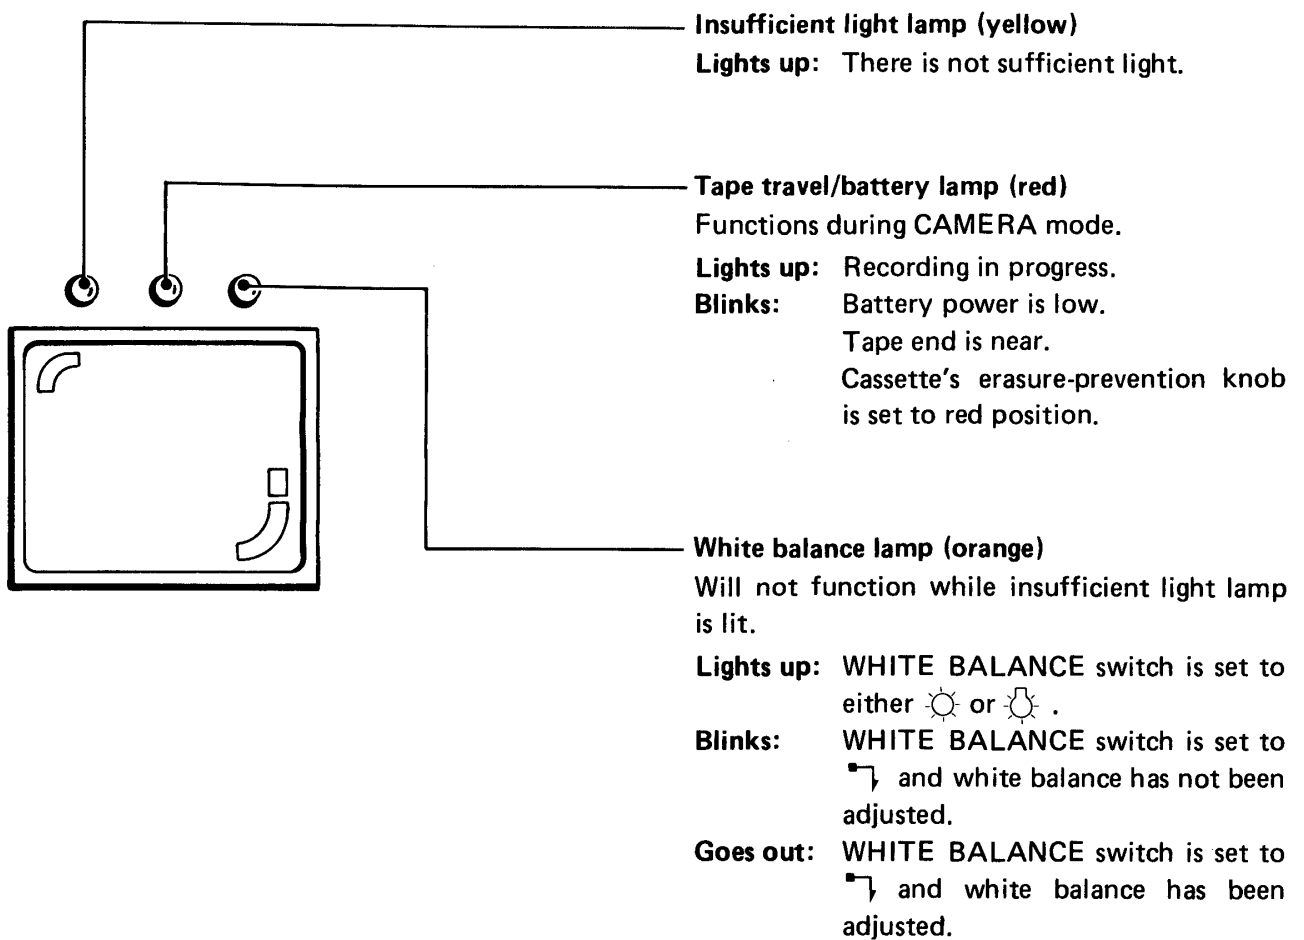 Insufficient light lamp (yellow)
Lights up: There is not sufficient light.
Tape travel/battery lamp (red)
Functions during CAMERA mode.
Lights up: Recording in progress.
Blinks: Battery power is low.
Tape end is near.
Cassette's erasure-prevention knob
is set to red position.
White balance lamp (orange)
Will not function while insufficient light lamp
is lit.
Lights up: WHITE BALANCE switch is set to
either or .
Blinks: WHITE BALANCE switch is set to
and white balance has not been
adjusted.
Goes out: WHITE BALANCE switch is set to
and white balance has been
adjusted.